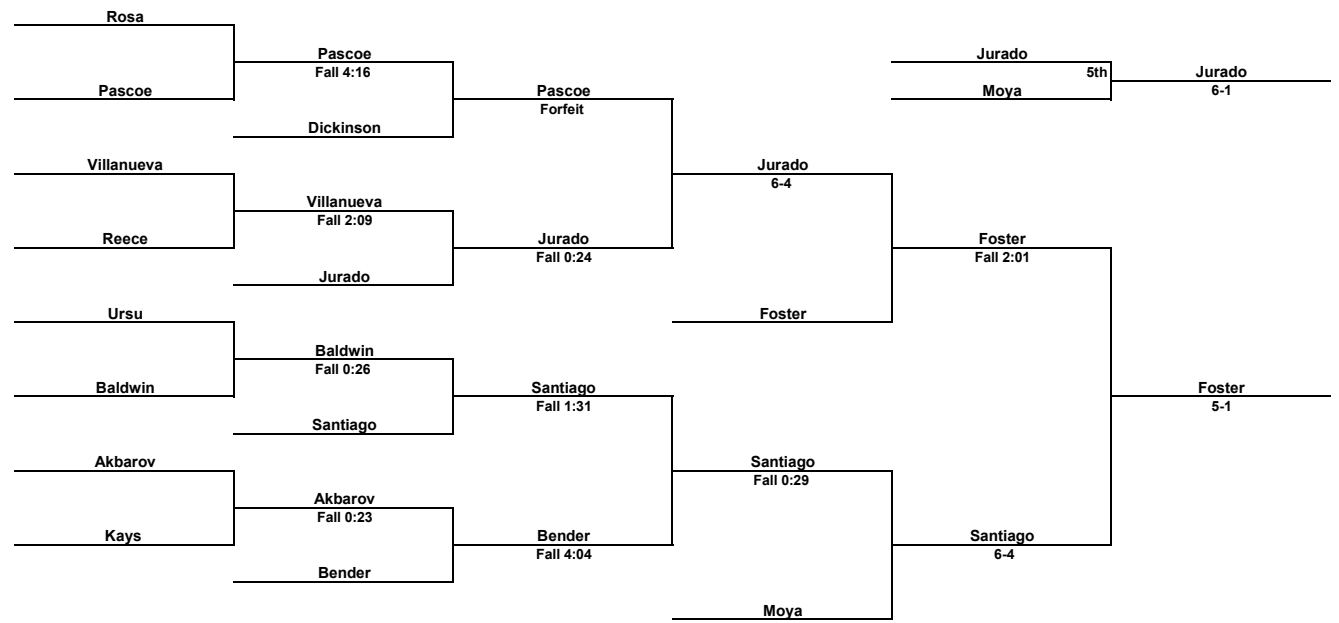 Rosa
Pascoe
Fall 4:16
Pascoe
Dickinson
Pascoe
Forfeit
Villanueva
Villanueva
Fall 2:09
Reece
Jurado
Jurado
Fall 0:24
Jurado
6-4
Foster
Foster
Fall 2:01
Ursu
Baldwin
Fall 0:26
Baldwin
Santiago
Santiago
Fall 1:31
Akbarov
Akbarov
Fall 0:23
Kays
Bender
Bender
Fall 4:04
Santiago
Fall 0:29
Moya
Santiago
6-4
Foster
5-1
Jurado
5th
Moya
Jurado
6-1